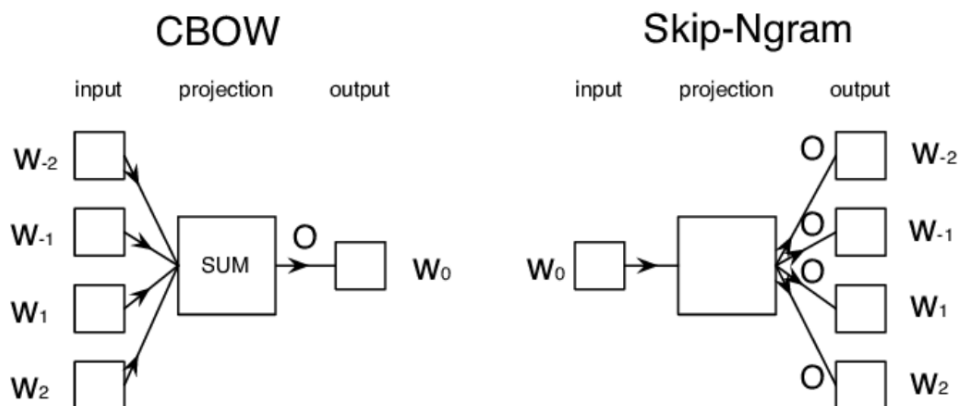 CBOW Skip-Ngram
input projection output input projection output
W-2 O W-2
W-1 O O W-1
SUM
W0 W0
O
W1 W1
W2 O W2